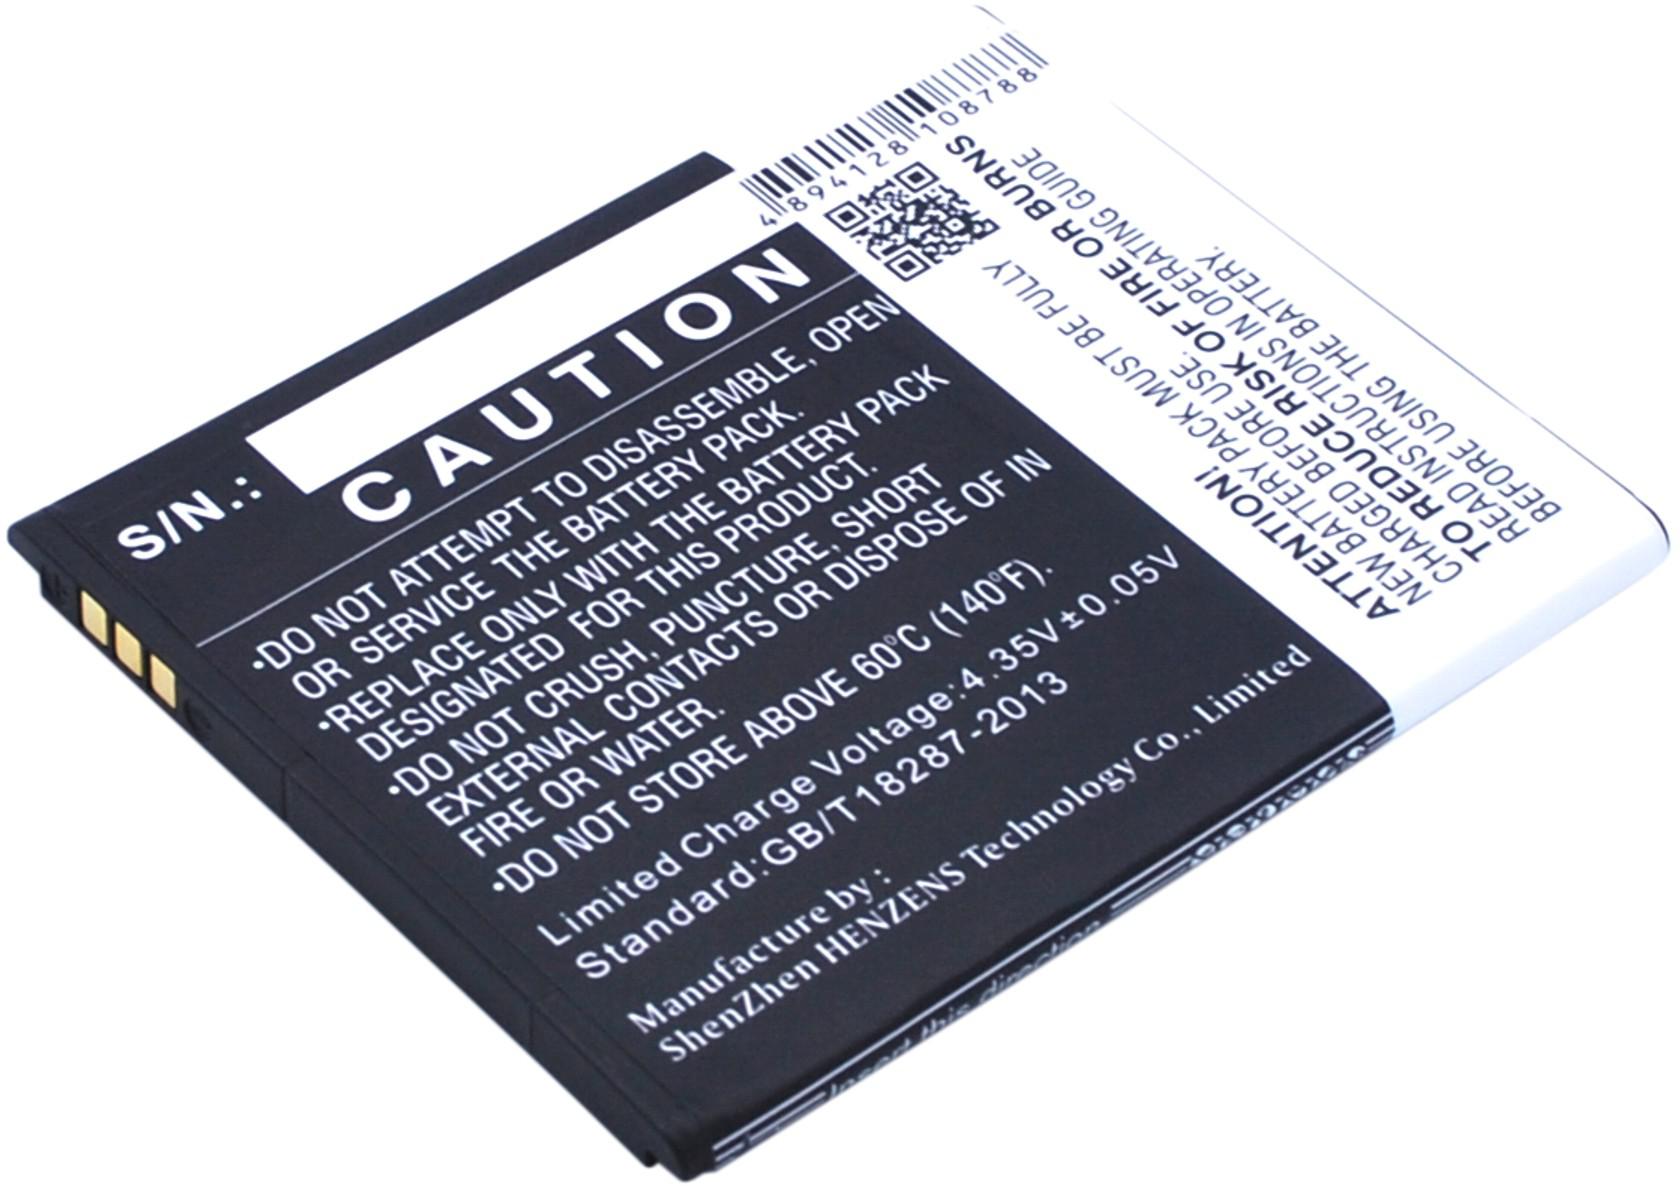 S/N.:
CAUTION
•DO NOT ATTEMPT TO DISASSEMBLE, OPEN
OR SERVICE THE BATTERY PACK.
•REPLACE ONLY WITH THE BATTERY PACK
DESIGNATED FOR THIS PRODUCT.
•DO NOT CRUSH, PUNCTURE, SHORT
EXTERNAL CONTACTS OR DISPOSE OF IN
FIRE OR WATER.
•DO NOT STORE ABOVE 60°C (140°F).
Limited Charge Voltage:4.35V±0.05V
Standard:GB/T18287-2013
Manufacture by:
ShenZhen HENZENS Technology Co., Limited
Insert this direction
4894128108788
ATTENTION!
NEW BATTERY PACK MUST BE FULLY
CHARGED BEFORE USE.
TO REDUCE RISK OF FIRE OR BURNS
READ INSTRUCTIONS IN OPERATING GUIDE
BEFORE USING THE BATTERY.